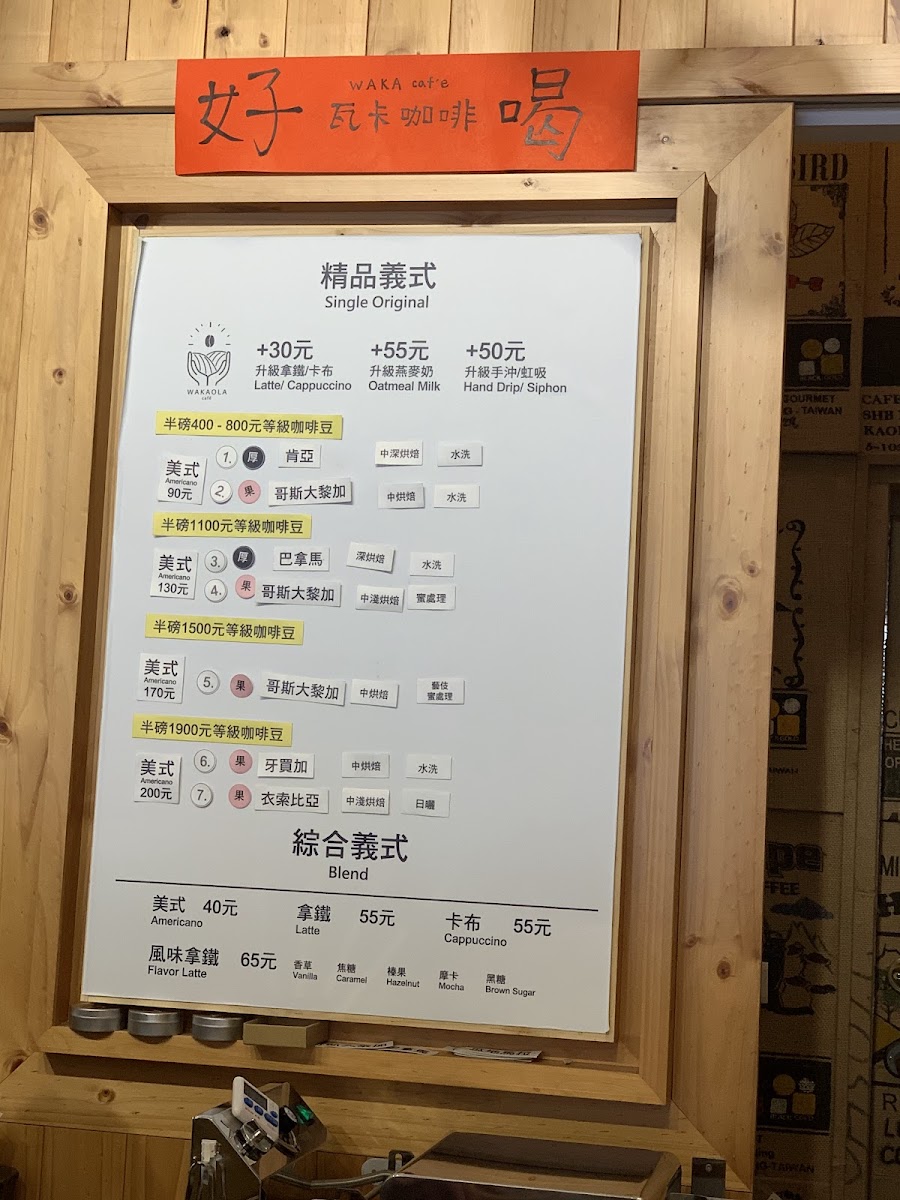 好 WAKA caf'e 喝
瓦卡咖啡
精品義式
Single Original
WAKAOLA
café
+30元 +55元 +50元
升級拿鐵/卡布 升級燕麥奶 升級手沖/虹吸
Latte/ Cappuccino Oatmeal Milk Hand Drip/ Siphon
半磅400 - 800元等級咖啡豆
美式
Americano
90元
1. 厚 肯亞 中深烘焙 水洗
2. 果 哥斯大黎加 中烘焙 水洗
半磅1100元等級咖啡豆
美式
Americano
130元
3. 厚 巴拿馬 深烘焙 水洗
4. 果 哥斯大黎加 中淺烘焙 蜜處理
半磅1500元等級咖啡豆
美式
Americano
170元
5. 果 哥斯大黎加 中烘焙 藝伎
蜜處理
半磅1900元等級咖啡豆
美式
Americano
200元
6. 果 牙買加 中烘焙 水洗
7. 果 衣索比亞 中淺烘焙 日曬
綜合義式
Blend
美式 40元 拿鐵 55元 卡布 55元
Americano Latte Cappuccino
風味拿鐵 65元 香草 焦糖 榛果 摩卡 黑糖
Flavor Latte Vanilla Caramel Hazelnut Mocha Brown Sugar
BIRD
GOURMET
TAIWAN
CAFE
SHB
KAO
FFEE
TAIWAN